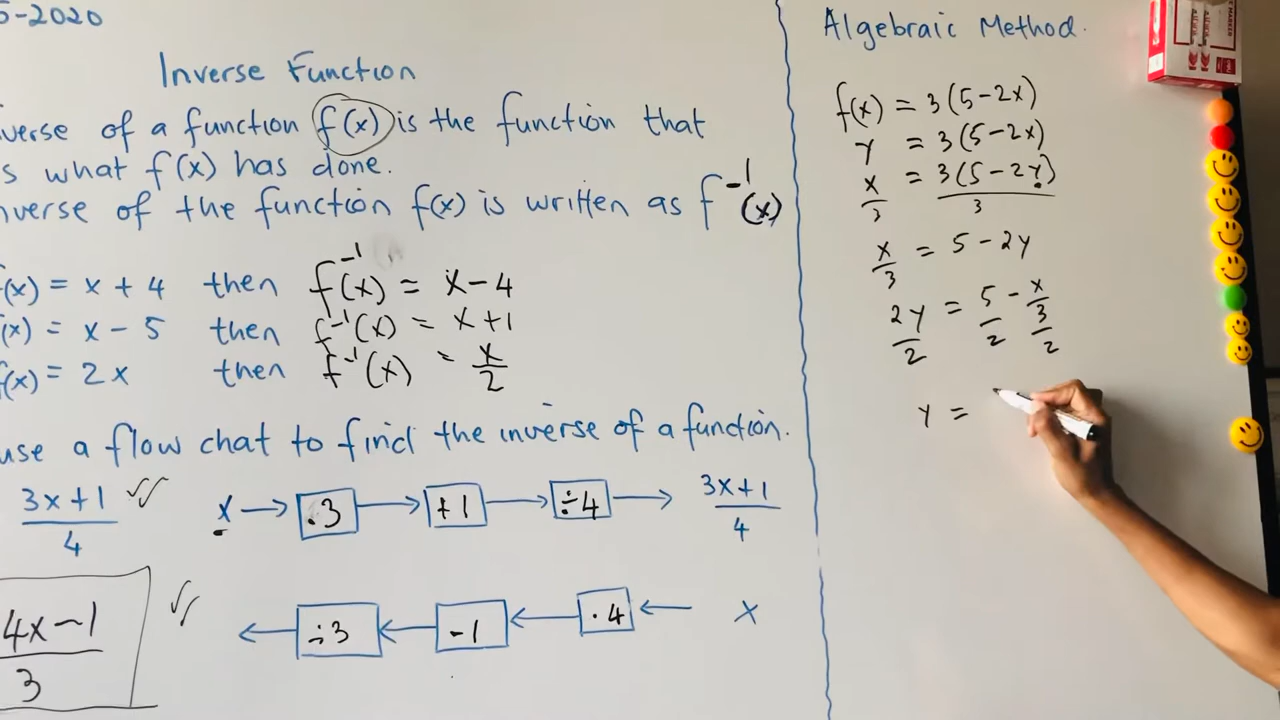 5-2020
Inverse Function
verse of a function f(x) is the function that
s what f(x) has done.
nverse of the function f(x) is written as f⁻¹(x)
f(x) = x + 4 then f⁻¹(x) = x-4
(x) = x - 5 then f⁻¹(x) = x+1
f(x) = 2x then f⁻¹(x) = x/2
use a flow chat to find the inverse of a function.
3x+1/4 x → .3 → +1 → ÷4 → 3x+1/4
4x-1/3 ← ÷3 ← -1 ← .4 ← x
Algebraic Method.
f(x) = 3(5-2x)
y = 3(5-2x)
x/3 = 3(5-2y)/3
x/3 = 5-2y
2y/2 = 5/2 - x/3/2
y =